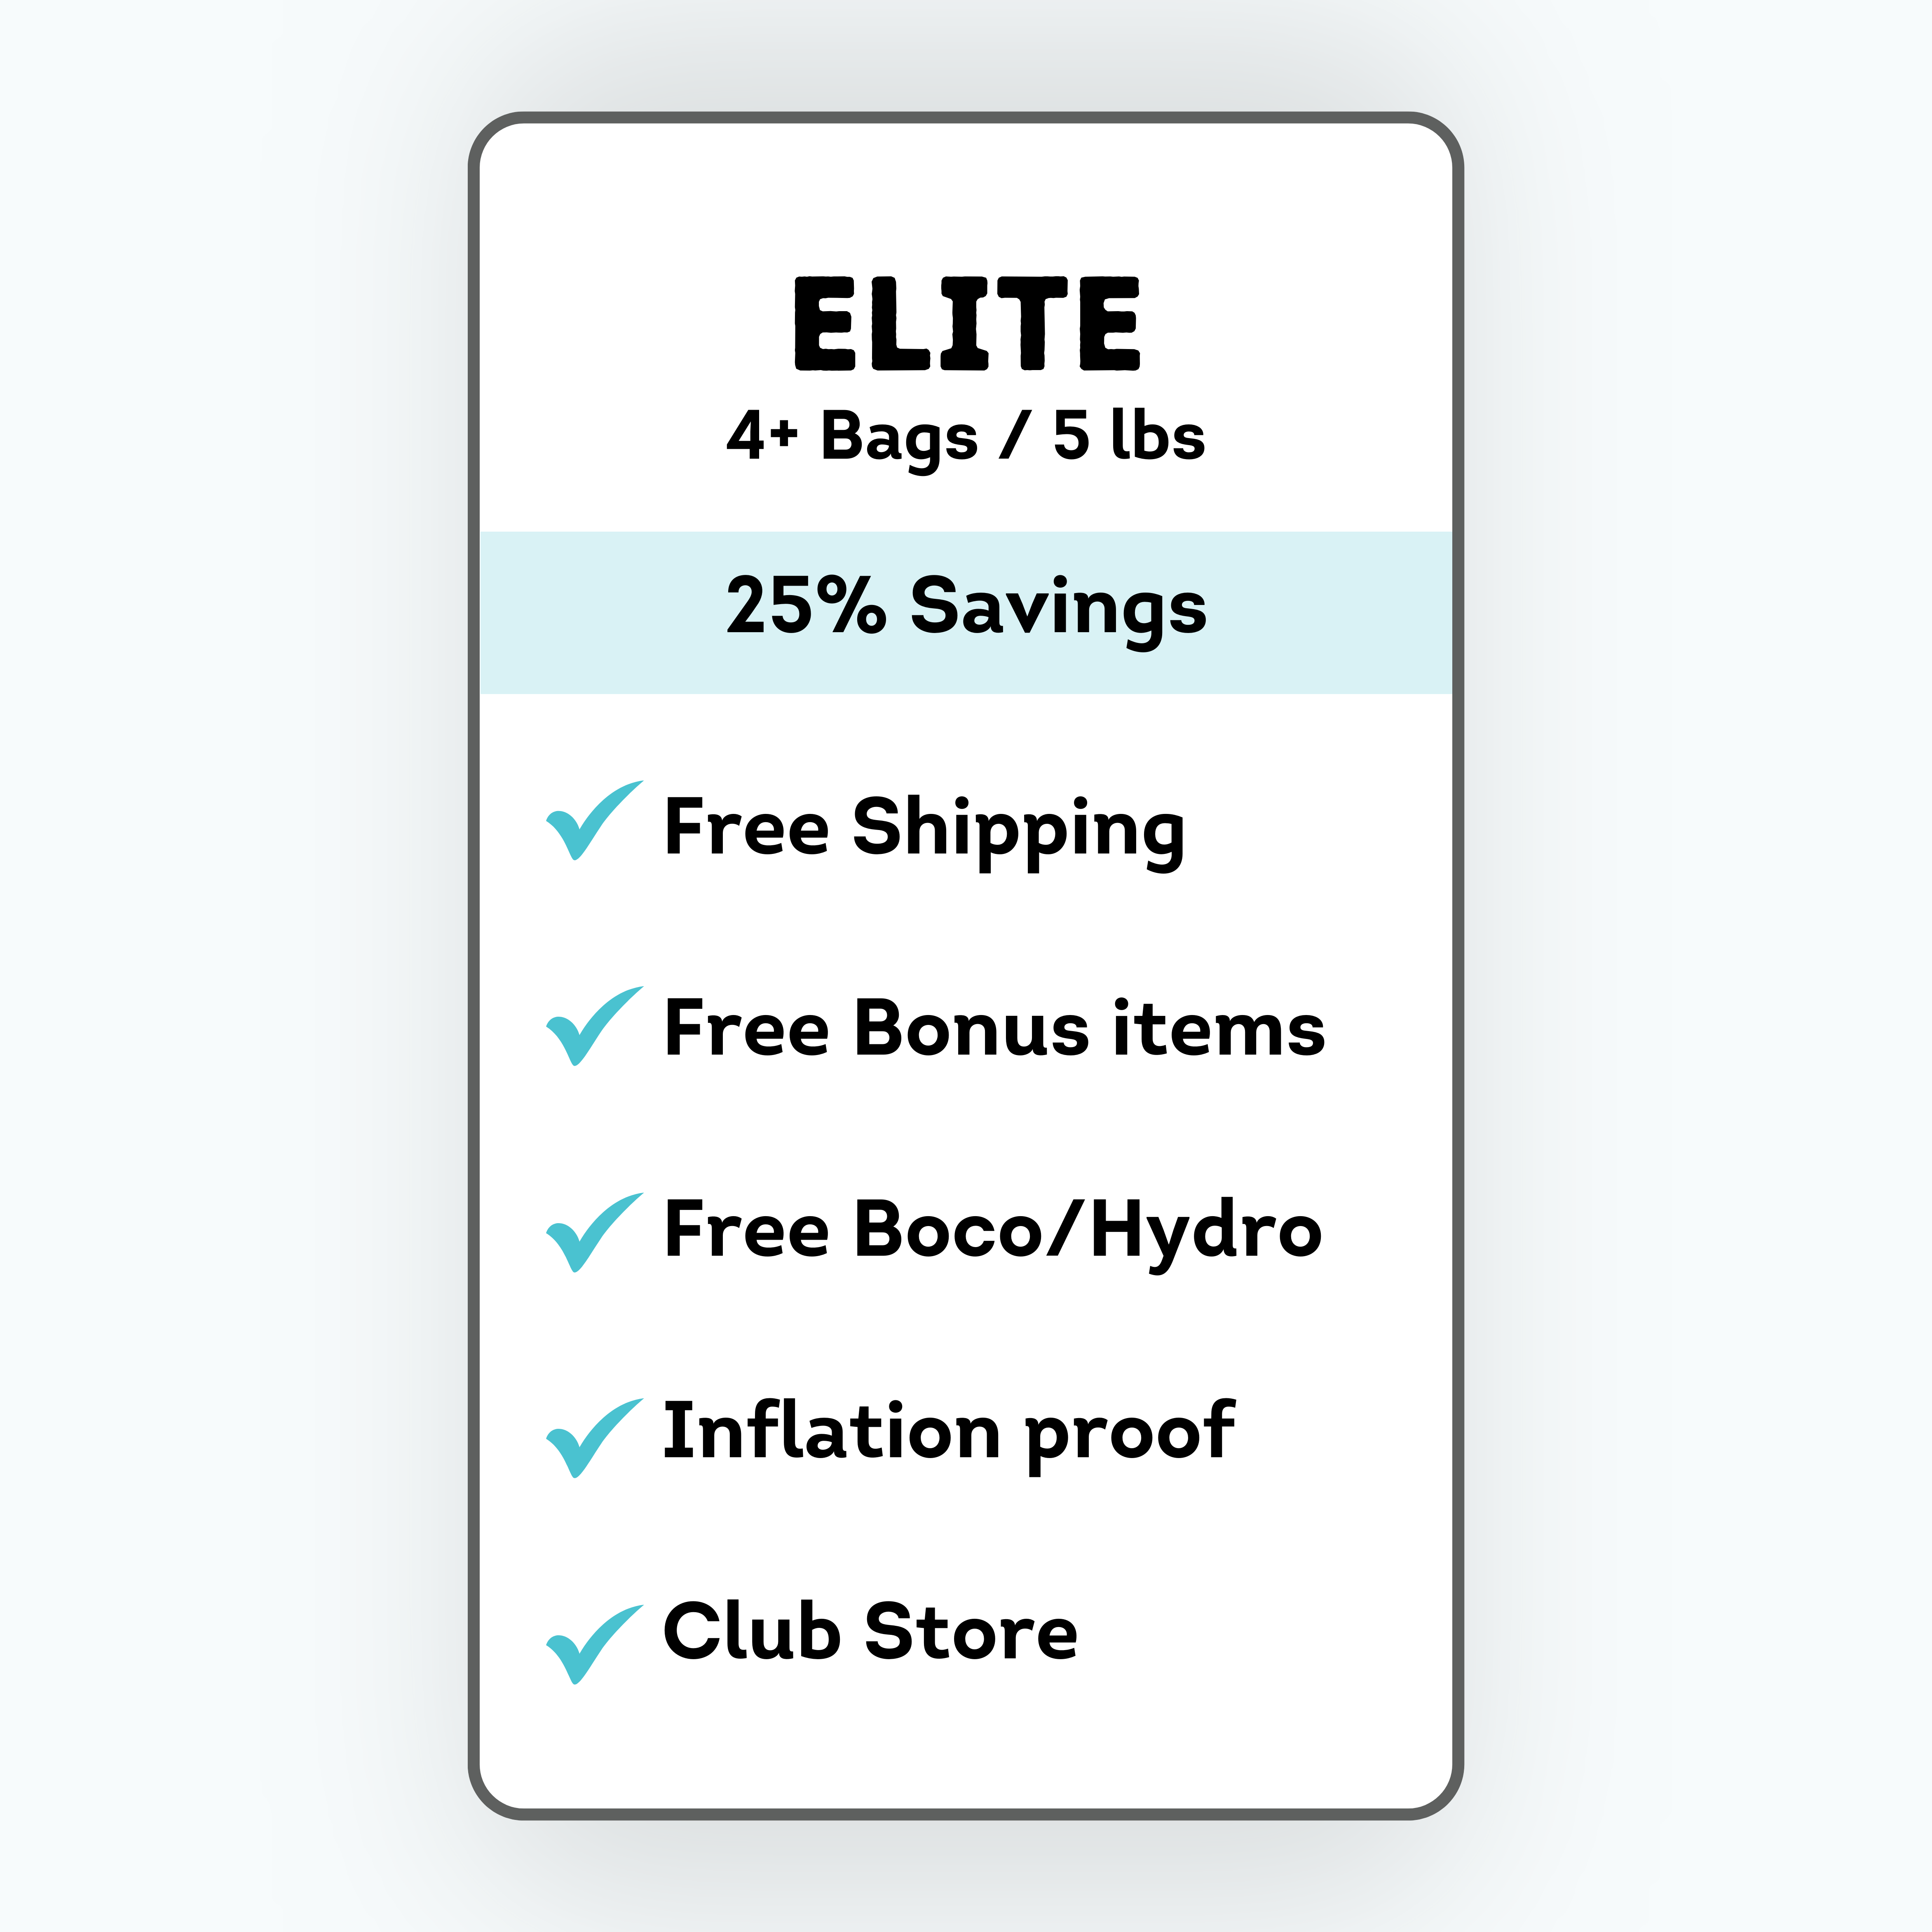 ELITE
4+ Bags / 5 lbs
25% Savings
Free Shipping
Free Bonus items
Free Boco/Hydro
Inflation proof
Club Store